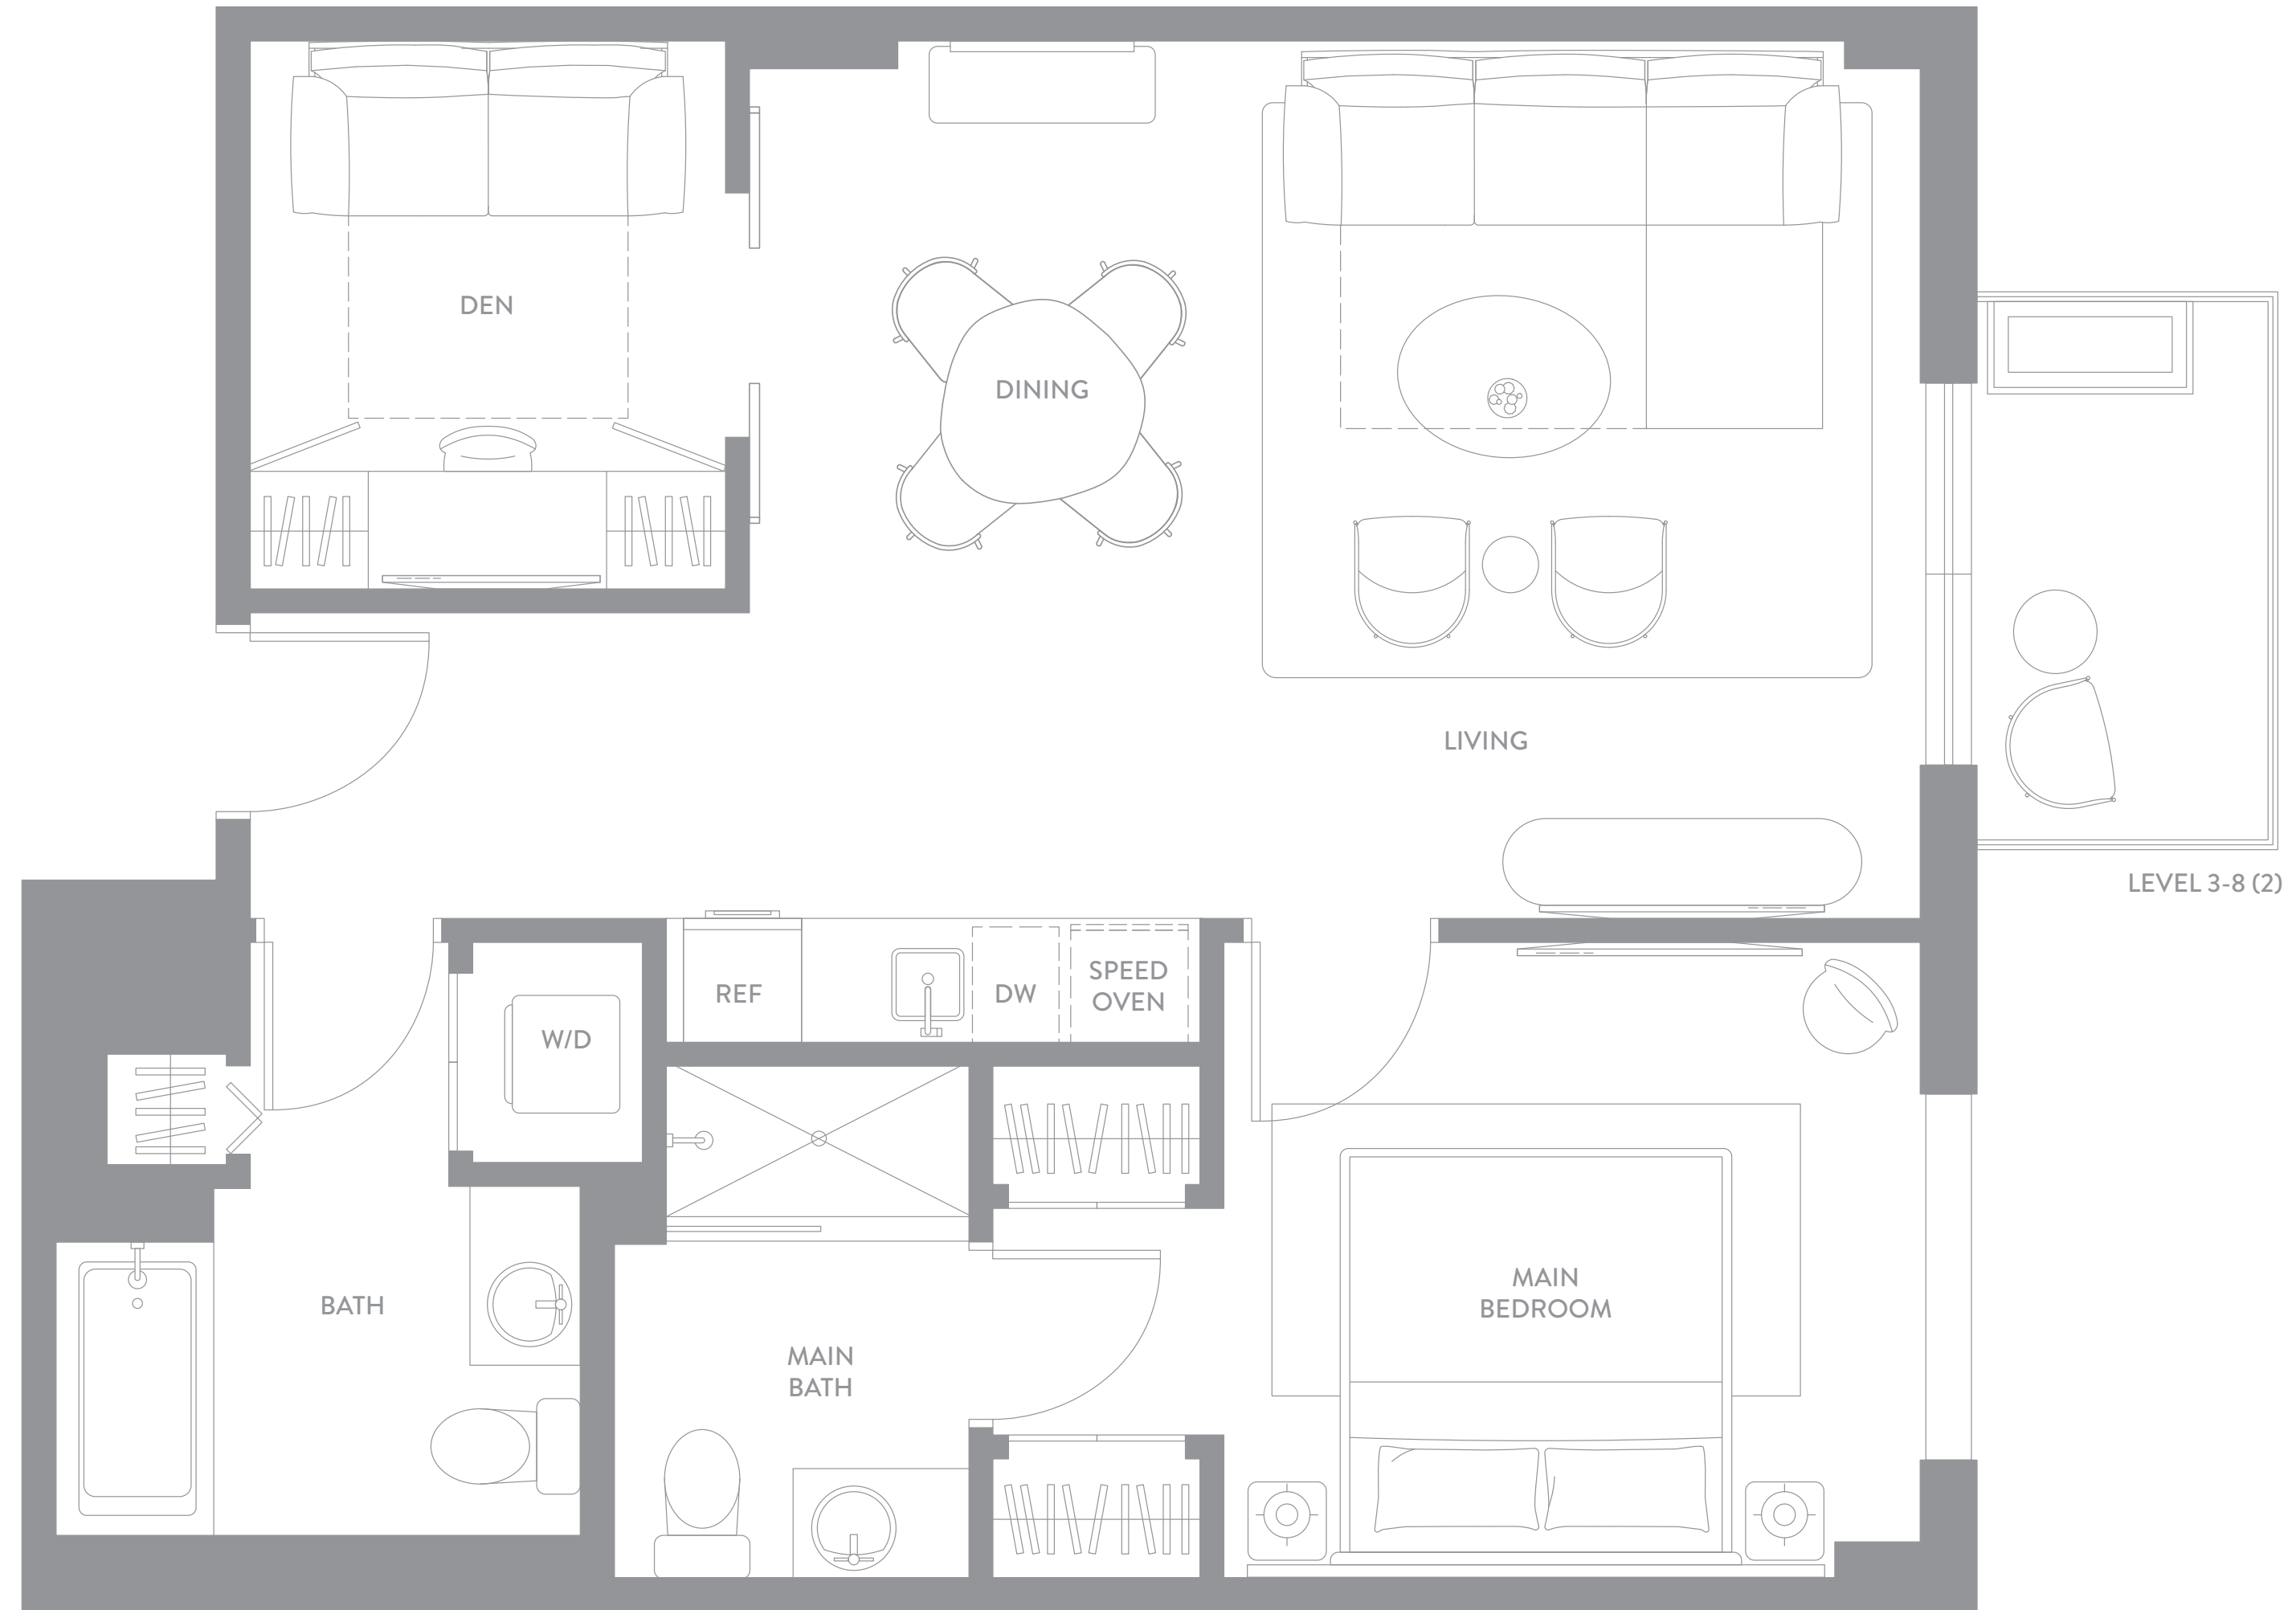 DEN
DINING
LIVING
LEVEL 3-8 (2)
REF
DW
SPEED
OVEN
W/D
BATH
MAIN
BATH
MAIN
BEDROOM